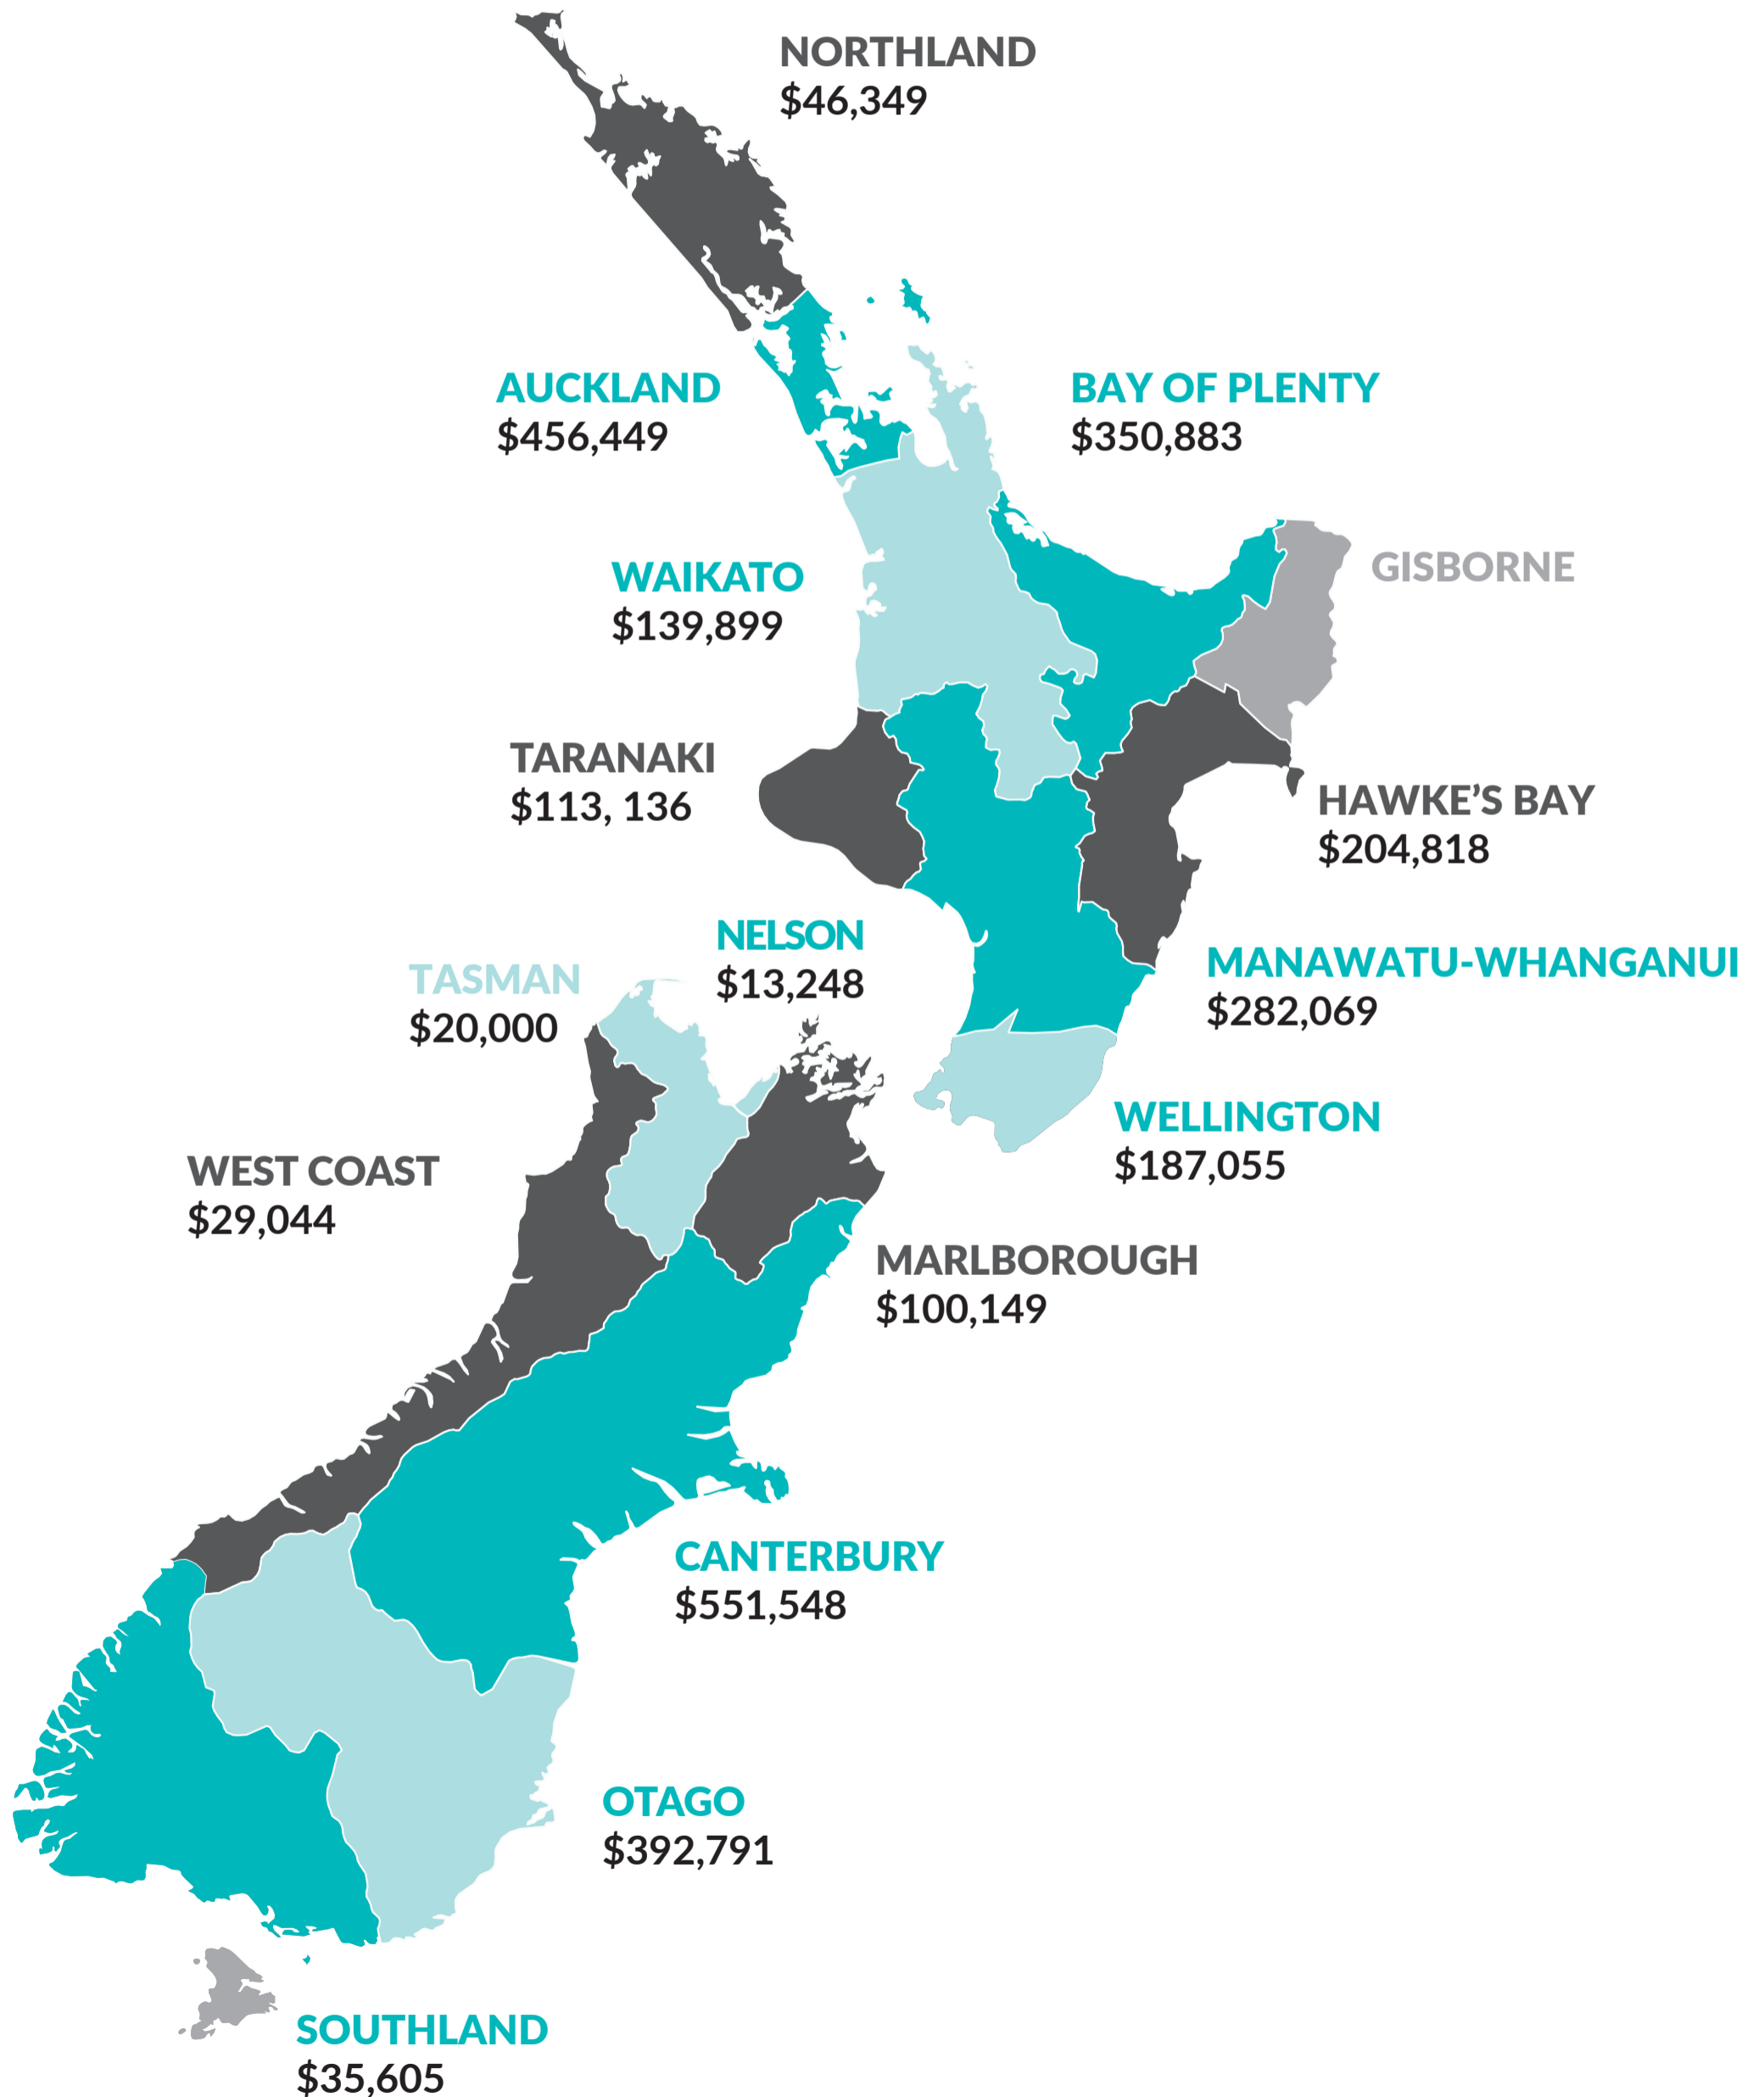 NORTHLAND
$46,349
AUCKLAND
$456,449
BAY OF PLENTY
$350,883
GISBORNE
WAIKATO
$139,899
TARANAKI
$113, 136
HAWKE'S BAY
$204,818
NELSON
$13,248
MANAWATU-WHANGANUI
$282,069
TASMAN
$20,000
WELLINGTON
$187,055
WEST COAST
$29,044
MARLBOROUGH
$100,149
CANTERBURY
$551,548
OTAGO
$392,791
SOUTHLAND
$35,605